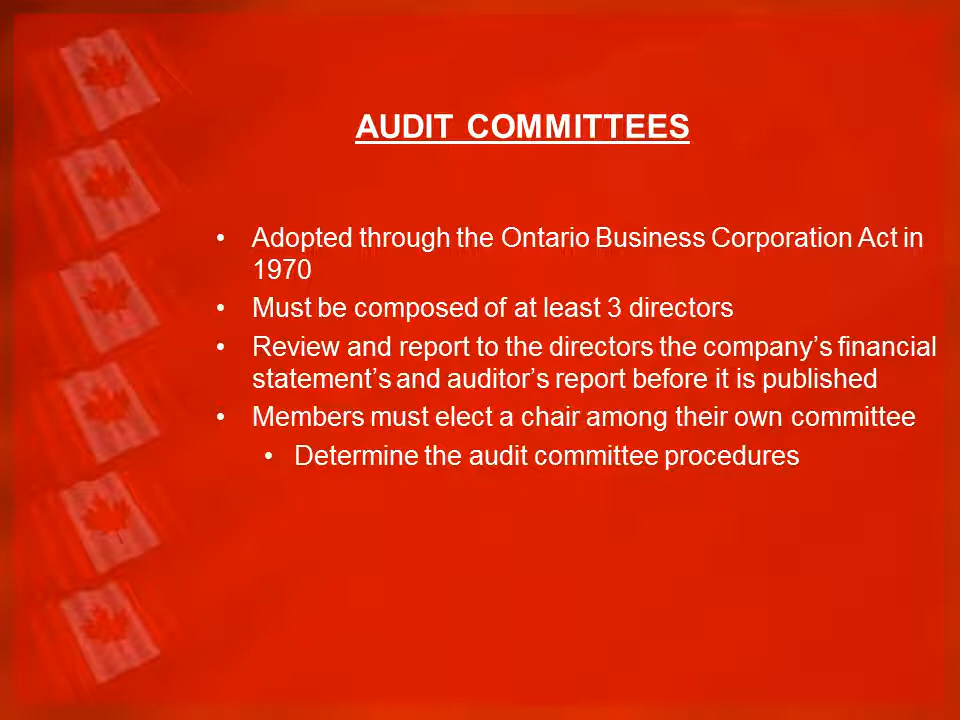 AUDIT COMMITTEES
• Adopted through the Ontario Business Corporation Act in
1970
• Must be composed of at least 3 directors
• Review and report to the directors the company’s financial
statement’s and auditor’s report before it is published
• Members must elect a chair among their own committee
• Determine the audit committee procedures